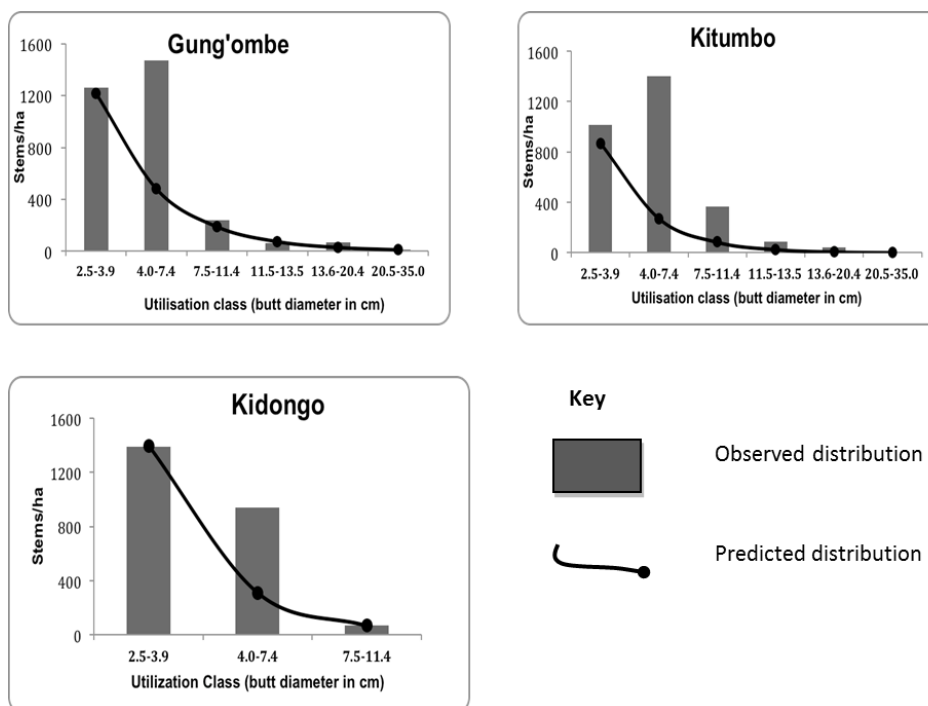 Gung'ombe
1600
1200
800
400
0
Stems/ha
2.5-3.9 4.0-7.4 7.5-11.4 11.5-13.5 13.6-20.4 20.5-35.0
Utilisation class (butt diameter in cm)
Kitumbo
1600
1200
800
400
0
Stems/ha
2.5-3.9 4.0-7.4 7.5-11.4 11.5-13.5 13.6-20.4 20.5-35.0
Utilisation class (butt diameter in cm)
Kidongo
1600
1200
800
400
0
Stems/ha
2.5-3.9 4.0-7.4 7.5-11.4
Utilization Class (butt diameter in cm)
Key
Observed distribution
Predicted distribution